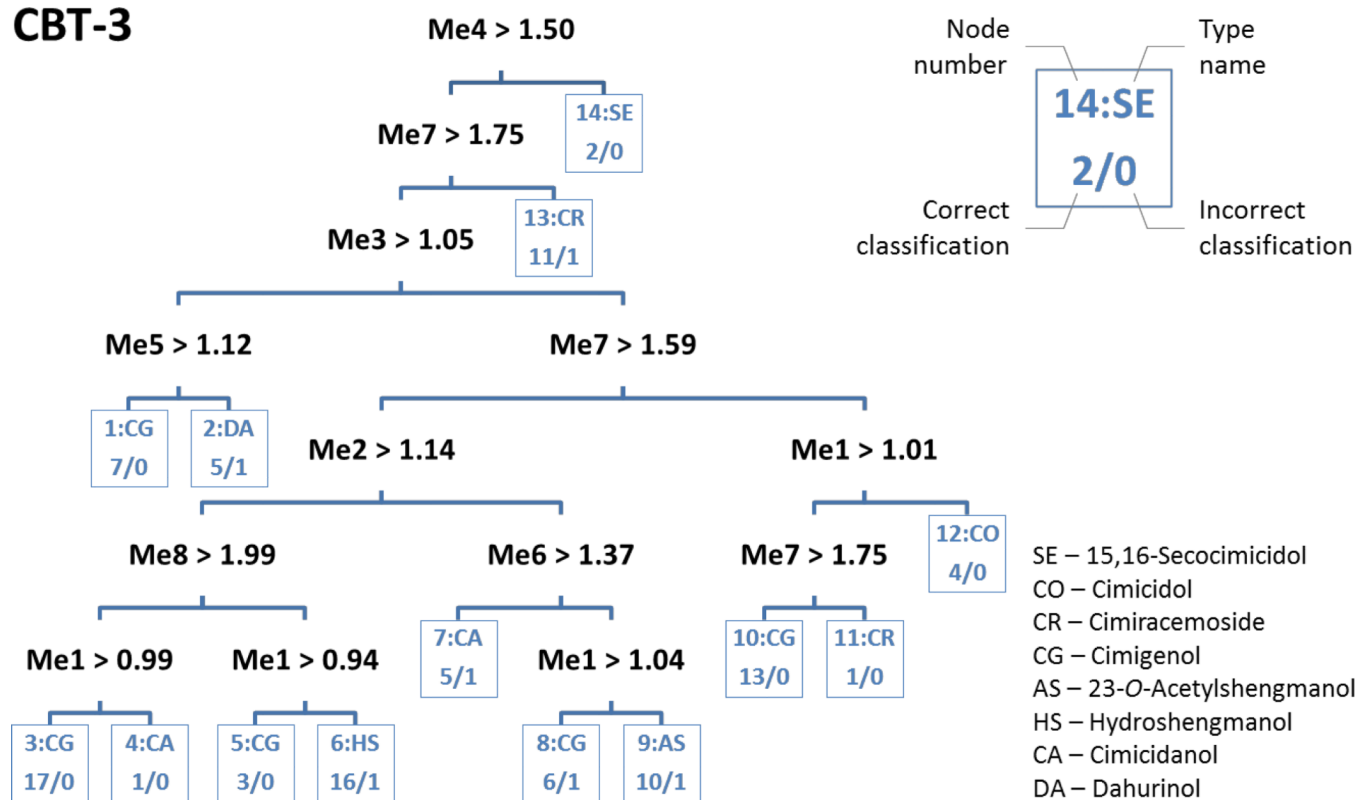 CBT-3
Me4 > 1.50
Node number
Type name
14:SE
2/0
Correct classification
Incorrect classification
14:SE
2/0
Me7 > 1.75
13:CR
11/1
Me3 > 1.05
Me5 > 1.12
Me7 > 1.59
1:CG
7/0
2:DA
5/1
Me2 > 1.14
Me1 > 1.01
Me8 > 1.99
Me6 > 1.37
Me7 > 1.75
12:CO
4/0
Me1 > 0.99
Me1 > 0.94
7:CA
5/1
Me1 > 1.04
10:CG
13/0
11:CR
1/0
3:CG
17/0
4:CA
1/0
5:CG
3/0
6:HS
16/1
8:CG
6/1
9:AS
10/1
SE – 15,16-Secocimicidol
CO – Cimicidol
CR – Cimiracemoside
CG – Cimigenol
AS – 23-O-Acetylshengmanol
HS – Hydroshengmanol
CA – Cimicidanol
DA – Dahurinol